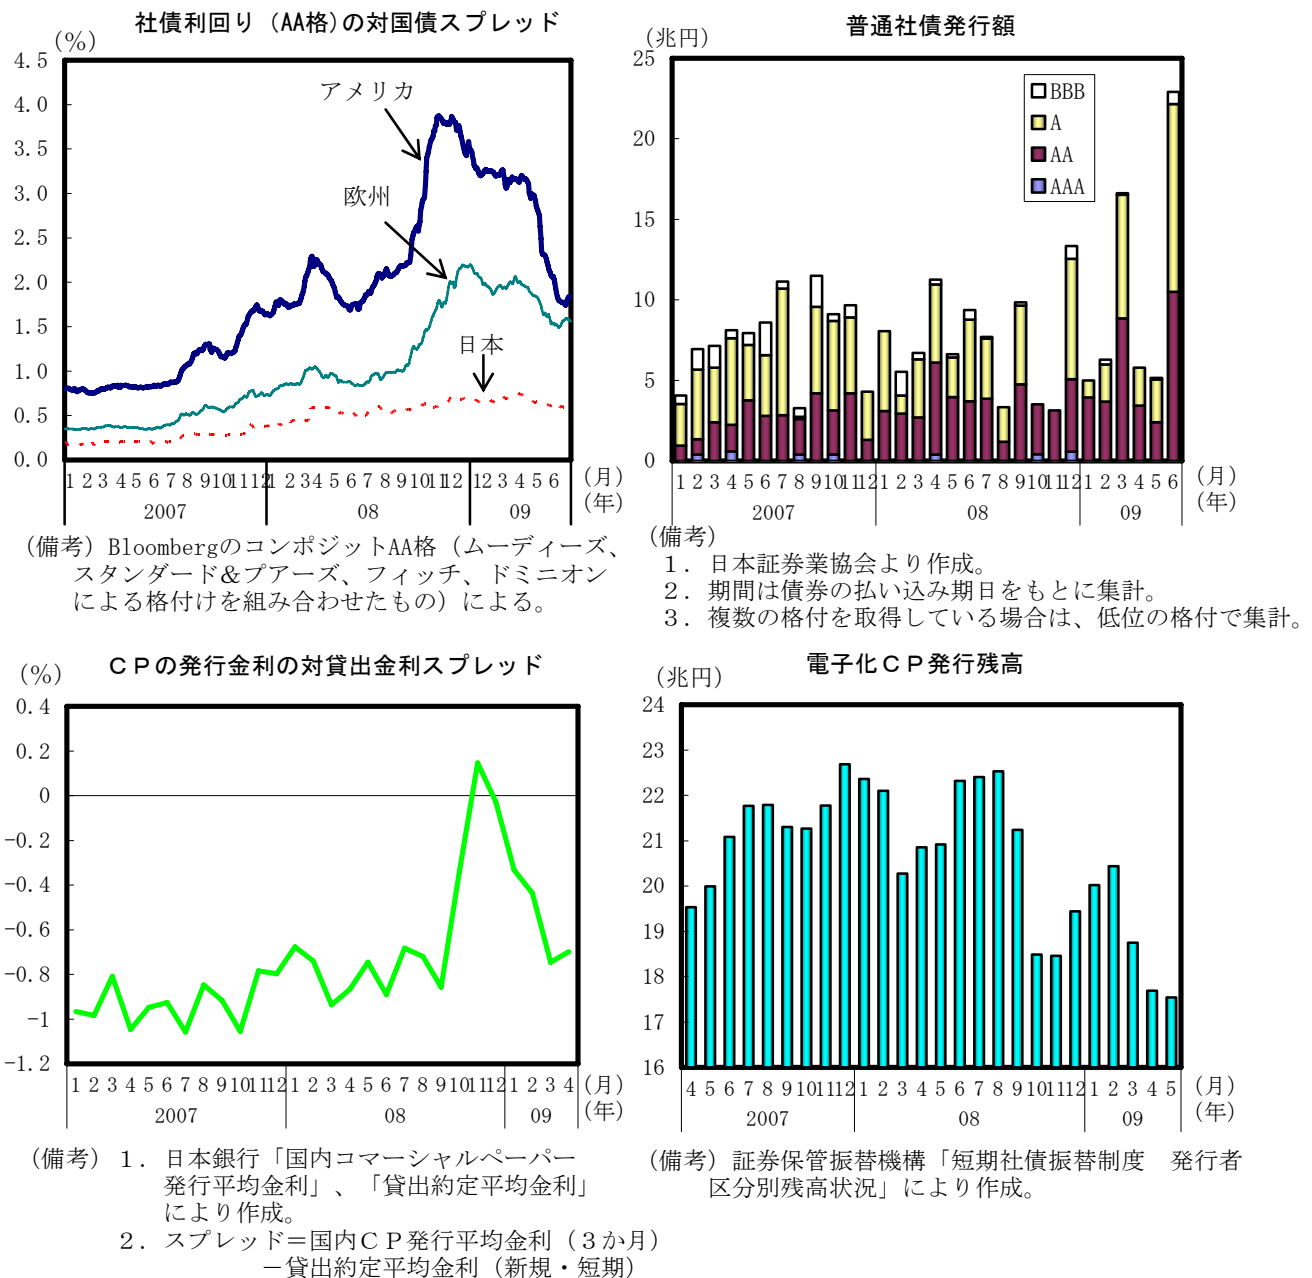 社債利回り（AA格）の対国債スプレッド
（％）
4.5
4.0
3.5
3.0
2.5
2.0
1.5
1.0
0.5
0.0
アメリカ
欧州
日本
1 2 3 4 5 6 7 8 9 10 11 12 1 2 3 4 5 6 7 8 9 10 11 12 1 2 3 4 5 6 （月）
2007 08 09 （年）
（備考）BloombergのコンポジットAA格（ムーディーズ、
スタンダード＆プアーズ、フィッチ、ドミニオン
による格付けを組み合わせたもの）による。
普通社債発行額
（兆円）
25
20
15
10
5
0
BBB
A
AA
AAA
1 2 3 4 5 6 7 8 9 10 11 12 1 2 3 4 5 6 7 8 9 10 11 12 1 2 3 4 5 6 （月）
2007 08 09 （年）
（備考）
１．日本証券業協会より作成。
２．期間は債券の払い込み期日をもとに集計。
３．複数の格付を取得している場合は、低位の格付で集計。
ＣＰの発行金利の対貸出金利スプレッド
（％）
0.4
0.2
0
-0.2
-0.4
-0.6
-0.8
-1
-1.2
1 2 3 4 5 6 7 8 9 10 11 12 1 2 3 4 5 6 7 8 9 10 11 12 1 2 3 4 （月）
2007 08 09 （年）
（備考）１．日本銀行「国内コマーシャルペーパー
発行平均金利」、「貸出約定平均金利」
により作成。
２．スプレッド＝国内ＣＰ発行平均金利（３か月）
－貸出約定平均金利（新規・短期）
電子化ＣＰ発行残高
（兆円）
24
23
22
21
20
19
18
17
16
4 5 6 7 8 9 10 11 12 1 2 3 4 5 6 7 8 9 10 11 12 1 2 3 4 5 （月）
2007 08 09 （年）
（備考）証券保管振替機構「短期社債振替制度　発行者
区分別残高状況」により作成。